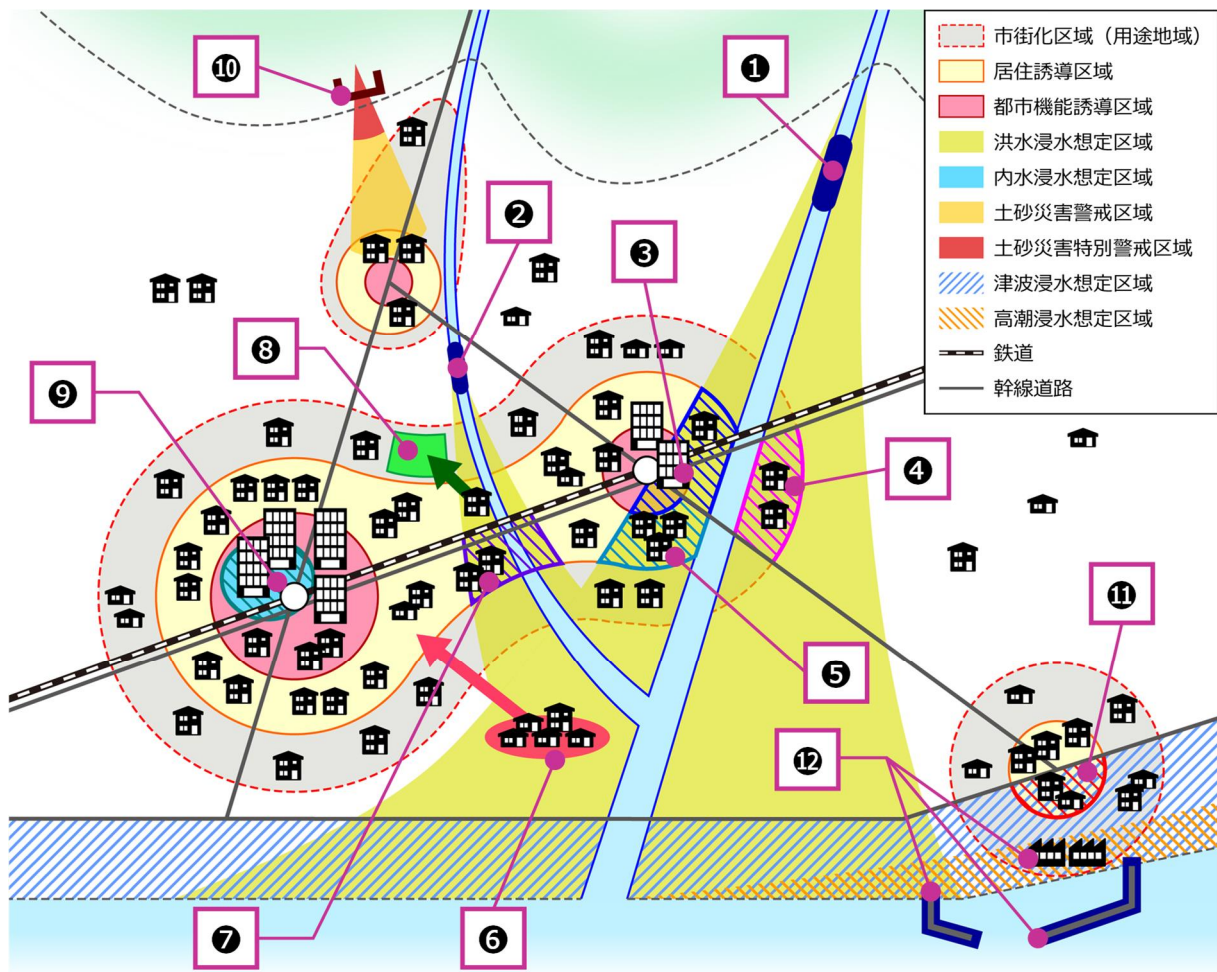 ❿
❶
❷
❸
❽
❾
❹
⓫
❺
⓬
❼
❻
市街化区域（用途地域）
居住誘導区域
都市機能誘導区域
洪水浸水想定区域
内水浸水想定区域
土砂災害警戒区域
土砂災害特別警戒区域
津波浸水想定区域
高潮浸水想定区域
鉄道
幹線道路